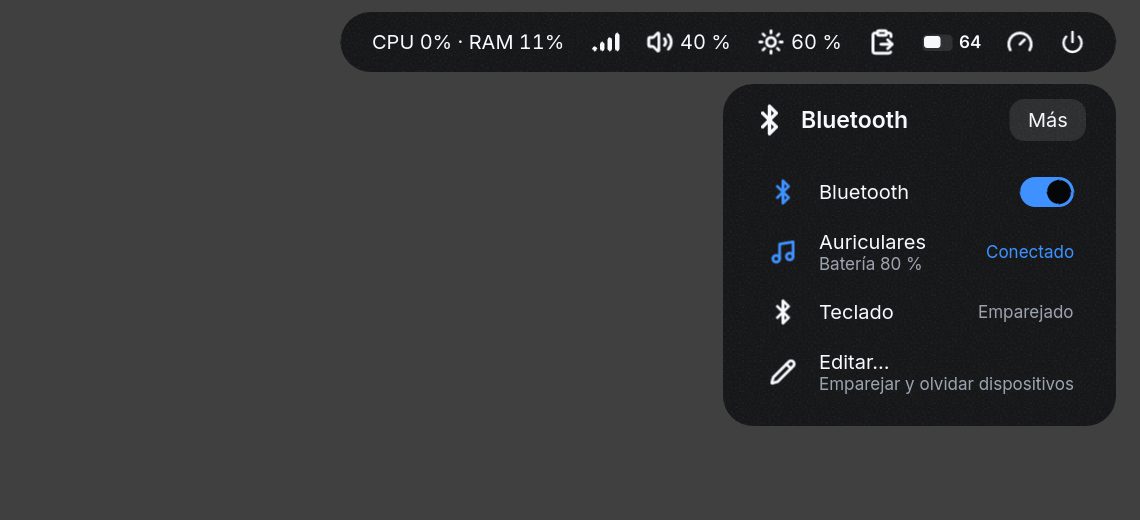 CPU 0% · RAM 11% 40 % 60 % 64
Bluetooth Más
Bluetooth
Auriculares
Batería 80 %
Conectado
Teclado Emparejado
Editar...
Emparejar y olvidar dispositivos